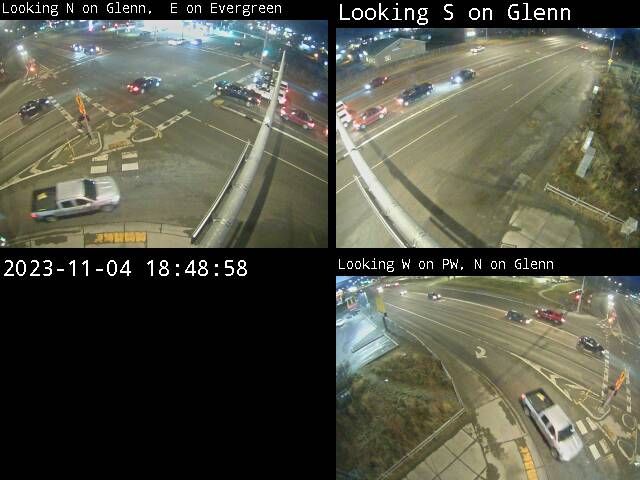 Looking N on Glenn,  E on Evergreen
Looking S on Glenn
2023-11-04 18:48:58
Looking W on PW, N on Glenn